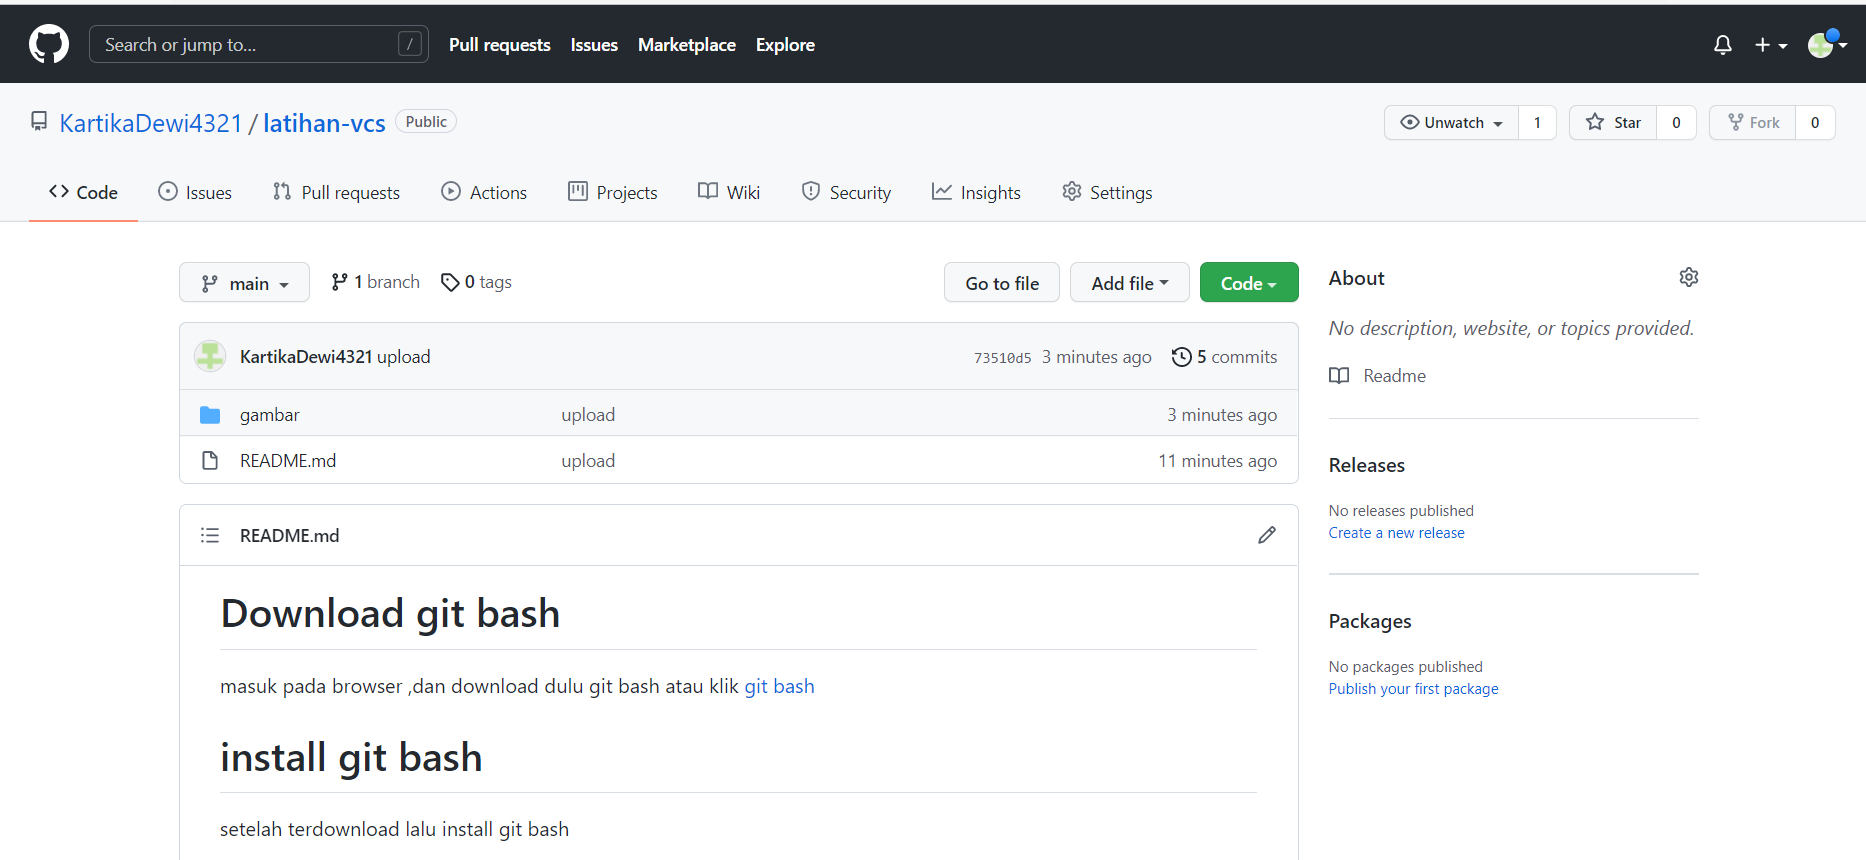 Search or jump to... / Pull requests Issues Marketplace Explore
KartikaDewi4321 / latihan-vcs Public Unwatch 1 Star 0 Fork 0
Code Issues Pull requests Actions Projects Wiki Security Insights Settings
main 1 branch 0 tags Go to file Add file Code
KartikaDewi4321 upload 73510d5 3 minutes ago 5 commits
gambar upload 3 minutes ago
README.md upload 11 minutes ago
README.md
Download git bash
masuk pada browser ,dan download dulu git bash atau klik git bash
install git bash
setelah terdownload lalu install git bash
About
No description, website, or topics provided.
Readme
Releases
No releases published
Create a new release
Packages
No packages published
Publish your first package